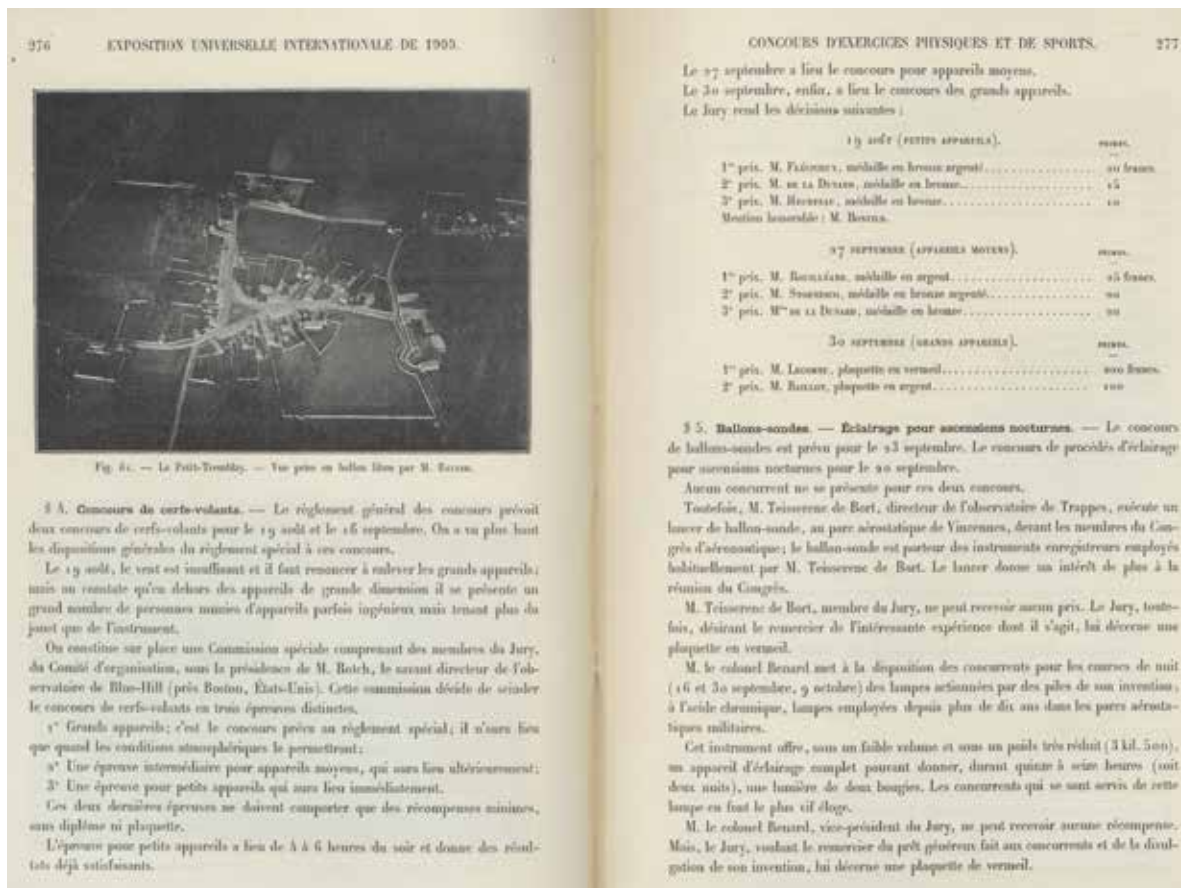 276 EXPOSITION UNIVERSELLE INTERNATIONALE DE 1900.
Fig. 61. — Le Petit-Tremblay. — Vue prise en ballon libre par M.
§ 4. Concours de cerfs-volants. — Le règlement général des concours prévoit
deux concours de cerfs-volants pour le 19 août et le 16 septembre. On a vu plus haut
les dispositions générales du règlement spécial à ces concours.
Le 19 août, le vent est insuffisant et il faut renoncer à enlever les grands appareils;
mais on constate qu'en dehors des appareils de grande dimension il se présente un
grand nombre de personnes munies d'appareils parfois ingénieux mais tenant plus du
jouet que de l'instrument.
On constitue sur place une Commission spéciale comprenant des membres du Jury,
du Comité d'organisation, sous la présidence de M. Rotch, le savant directeur de l'ob-
servatoire de Blue-Hill (près Boston, États-Unis). Cette commission décide de scinder
le concours de cerfs-volants en trois épreuves distinctes.
1° Grands appareils; c'est le concours prévu au règlement spécial; il n'aura lieu
que quand les conditions atmosphériques le permettront;
2° Une épreuve intermédiaire pour appareils moyens, qui aura lieu ultérieurement;
3° Une épreuve pour petits appareils qui aura lieu immédiatement.
Ces deux dernières épreuves ne doivent comporter que des récompenses minimes,
sans diplôme ni plaquette.
L'épreuve pour petits appareils a lieu de 4 à 6 heures du soir et donne des résul-
tats déjà satisfaisants.
CONCOURS D'EXERCICES PHYSIQUES ET DE SPORTS. 277
Le 27 septembre a lieu le concours pour appareils moyens.
Le 30 septembre, enfin, a lieu le concours des grands appareils.
Le Jury rend les décisions suivantes :
19 AOÛT (PETITS APPAREILS). PRIMES.
1er prix. M. médaille en bronze argenté 20 francs.
2e prix. M. DE LA médaille en bronze 15
3e prix. M. médaille en bronze 10
Mention honorable : M.
27 SEPTEMBRE (APPAREILS MOYENS). PRIMES.
1er prix. M. médaille en argent 25 francs.
2e prix. M. médaille en bronze argenté 20
3e prix. Mme DE LA médaille en bronze
30 SEPTEMBRE (GRANDS APPAREILS). PRIMES.
1er prix. M. LECORNU, plaquette en vermeil 200 francs.
2e prix. M. plaquette en argent 100
§ 5. Ballons-sondes. — Éclairage pour ascensions nocturnes. — Le concours
de ballons-sondes est prévu pour le 23 septembre. Le concours de procédés d'éclairage
pour ascensions nocturnes pour le 20 septembre.
Aucun concurrent ne se présente pour ces deux concours.
Toutefois, M. Teisserenc de Bort, directeur de l'observatoire de Trappes, exécute un
lancer de ballon-sonde, au parc aérostatique de Vincennes, devant les membres du Con-
grès d'aéronautique; le ballon-sonde est porteur des instruments enregistreurs employés
habituellement par M. Teisserenc de Bort. Le lancer donne un intérêt de plus à la
réunion du Congrès.
M. Teisserenc de Bort, membre du Jury, ne peut recevoir aucun prix. Le Jury, toute-
fois, désirant le remercier de l'intéressante expérience dont il s'agit, lui décerne une
plaquette en vermeil.
M. le colonel Renard met à la disposition des concurrents pour les courses de nuit
(16 et 30 septembre, 9 octobre) des lampes actionnées par des piles de son invention,
à l'acide chromique, lampes employées depuis plus de dix ans dans les parcs aérosta-
tiques militaires.
Cet instrument offre, sous un faible volume et sous un poids très réduit (3 kil. 500),
un appareil d'éclairage complet pouvant donner, durant quinze à seize heures (soit
deux nuits), une lumière de deux bougies. Les concurrents qui se sont servis de cette
lampe en font le plus vif éloge.
M. le colonel Renard, vice-président du Jury, ne peut recevoir aucune récompense.
Mais, le Jury, voulant le remercier du prêt généreux fait aux concurrents et de la divul-
gation de son invention, lui décerne une plaquette de vermeil.